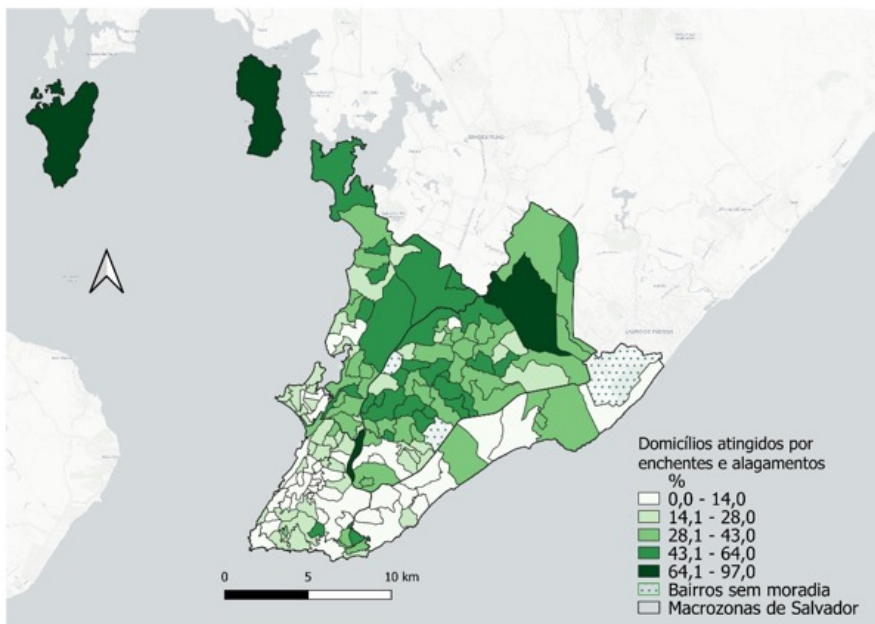 Domicílios atingidos por
enchentes e alagamentos
%
0,0 - 14,0
14,1 - 28,0
28,1 - 43,0
43,1 - 64,0
64,1 - 97,0
Bairros sem moradia
Macrozonas de Salvador
0 5 10 km